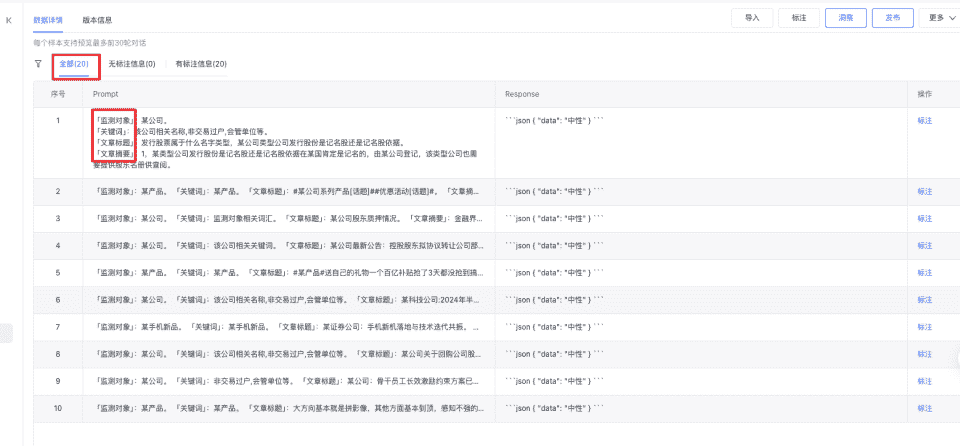 数据详情 版本信息
导入 标注 洞察 发布 更多
每个样本支持预览最多前30轮对话
全部(20) 无标注信息(0) 有标注信息(20)
序号 Prompt Response 操作
1 「监测对象」：某公司。 ```json { "data": "中性" } ``` 标注
「关键词」：该公司相关名称,非交易过户,会管单位等。
「文章标题」：发行股票属于什么名字类型，某公司类型公司发行股份是记名股还是记名股依据。
「文章摘要」：1，某类型公司发行股份是记名股还是记名股依据在某国肯定是记名的，由某公司登记，该类型公司也需
要提供股东名册供查阅。
2 「监测对象」：某产品。 「关键词」：某产品。 「文章标题」：#某公司系列产品[话题]##优惠活动[话题]#。 「文章摘... ```json { "data": "中性" } ``` 标注
3 「监测对象」：某公司。 「关键词」：监测对象相关词汇。 「文章标题」：某公司股东质押情况。 「文章摘要」：金融界... ```json { "data": "中性" } ``` 标注
4 「监测对象」：某公司。 「关键词」：该公司相关关键词。 「文章标题」：某公司最新公告：控股股东拟协议转让公司部... ```json { "data": "中性" } ``` 标注
5 「监测对象」：某产品。 「关键词」：某产品。 「文章标题」：#某产品#送自己的礼物一个百亿补贴抢了3天都没抢到搞... ```json { "data": "中性" } ``` 标注
6 「监测对象」：某公司。 「关键词」：该公司相关名称,非交易过户,会管单位等。 「文章标题」：某科技公司:2024年半... ```json { "data": "中性" } ``` 标注
7 「监测对象」：某手机新品。 「关键词」：某手机新品。 「文章标题」：某证券公司：手机新机落地与技术迭代共振。 ... ```json { "data": "中性" } ``` 标注
8 「监测对象」：某公司。 「关键词」：该公司相关名称,非交易过户,会管单位等。 「文章标题」：某公司关于回购公司股... ```json { "data": "中性" } ``` 标注
9 「监测对象」：某公司。 「关键词」：非交易过户,会管单位等。 「文章标题」：某公司：骨干员工长效激励约束方案已... ```json { "data": "中性" } ``` 标注
10 「监测对象」：某产品。 「关键词」：某产品。 「文章标题」：大方向基本就是拼影像，其他方面基本到顶，感知不强的... ```json { "data": "中性" } ``` 标注